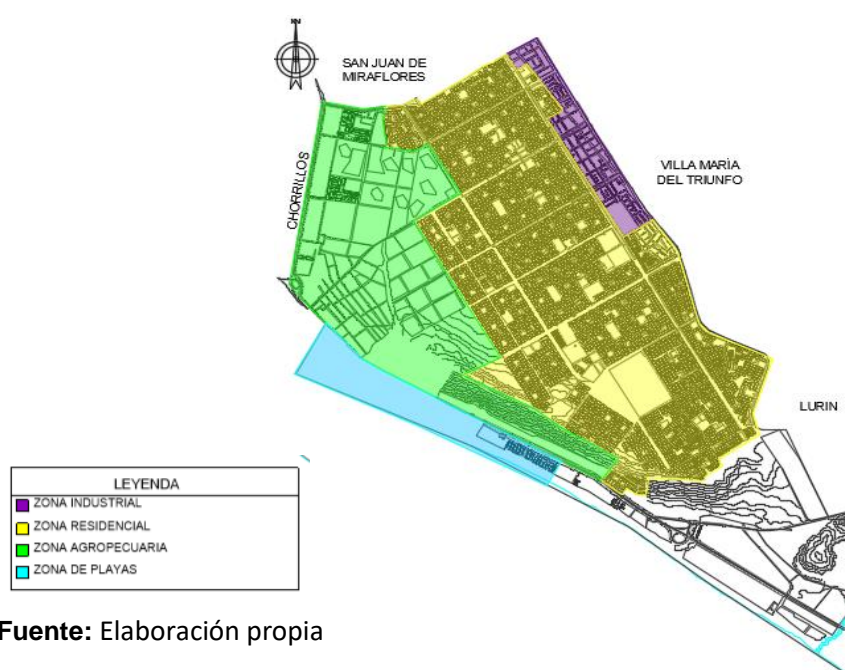 N
SAN JUAN DE
MIRAFLORES
CHORRILLOS
VILLA MARÌA
DEL TRIUNFO
LURIN
LEYENDA
ZONA INDUSTRIAL
ZONA RESIDENCIAL
ZONA AGROPECUARIA
ZONA DE PLAYAS
Fuente: Elaboración propia